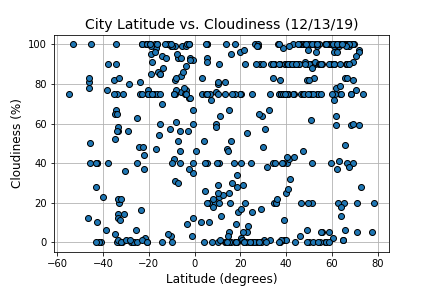 City Latitude vs. Cloudiness (12/13/19)
100
80
60
40
20
0
Cloudiness (%)
−60 −40 −20 0 20 40 60 80
Latitude (degrees)